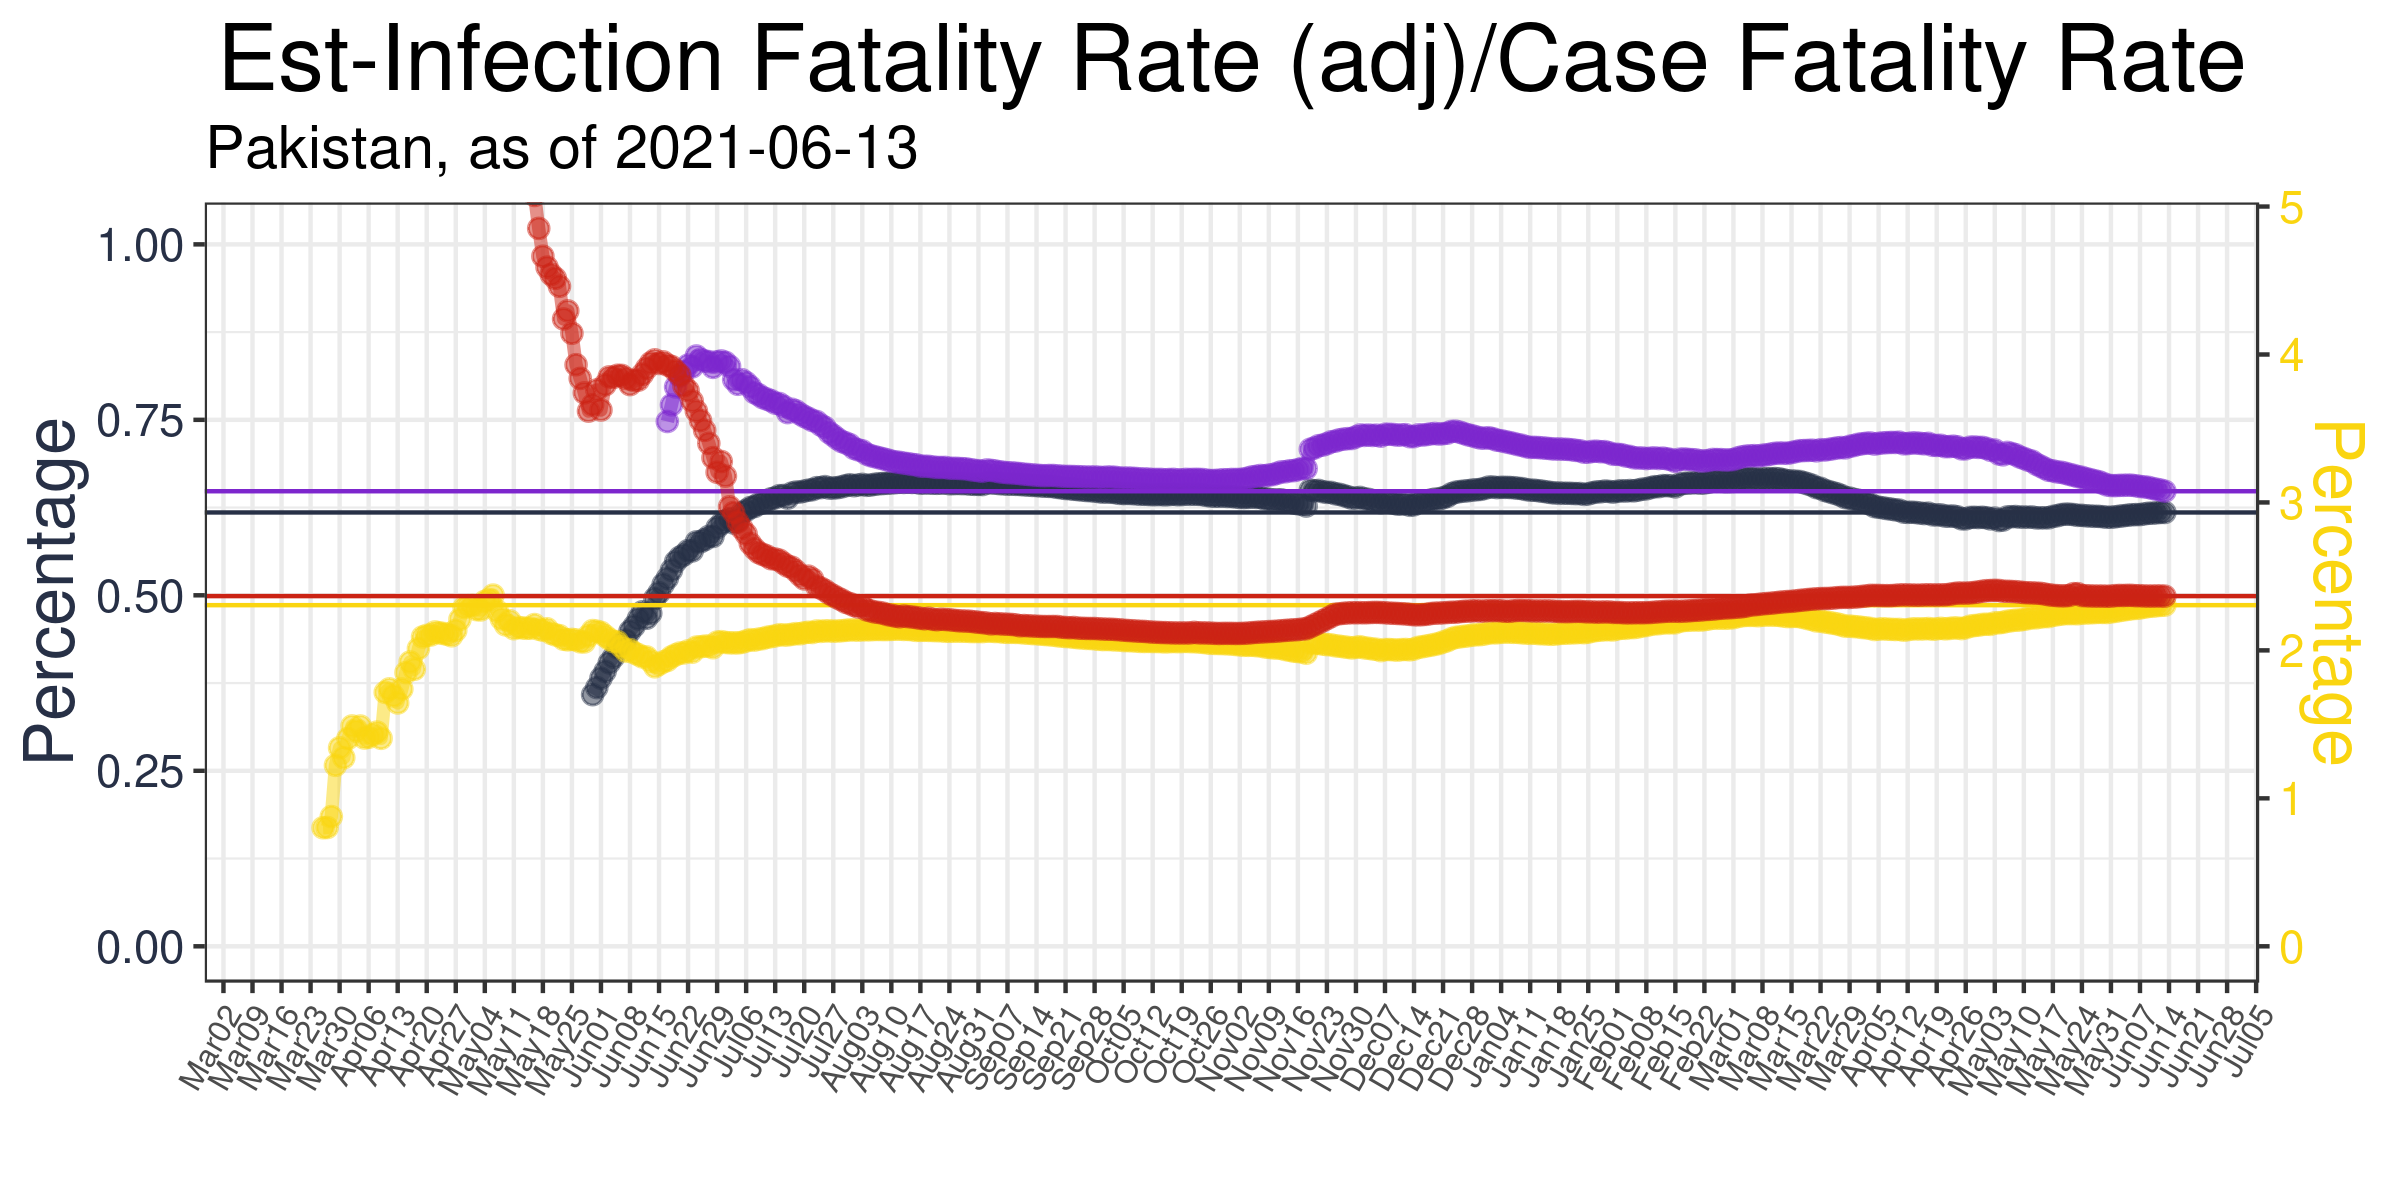 Est-Infection Fatality Rate (adj)/Case Fatality Rate
Pakistan, as of 2021-06-13
Percentage
1.00
0.75
0.50
0.25
0.00
5
4
3
2
1
0
Percentage
Mar02
Mar09
Mar16
Mar23
Mar30
Apr06
Apr13
Apr20
Apr27
May04
May11
May18
May25
Jun01
Jun08
Jun15
Jun22
Jun29
Jul06
Jul13
Jul20
Jul27
Aug03
Aug10
Aug17
Aug24
Aug31
Sep07
Sep14
Sep21
Sep28
Oct05
Oct12
Oct19
Oct26
Nov02
Nov09
Nov16
Nov23
Nov30
Dec07
Dec14
Dec21
Dec28
Jan04
Jan11
Jan18
Jan25
Feb01
Feb08
Feb15
Feb22
Mar01
Mar08
Mar15
Mar22
Mar29
Apr05
Apr12
Apr19
Apr26
May03
May10
May17
May24
May31
Jun07
Jun14
Jun21
Jun28
Jul05